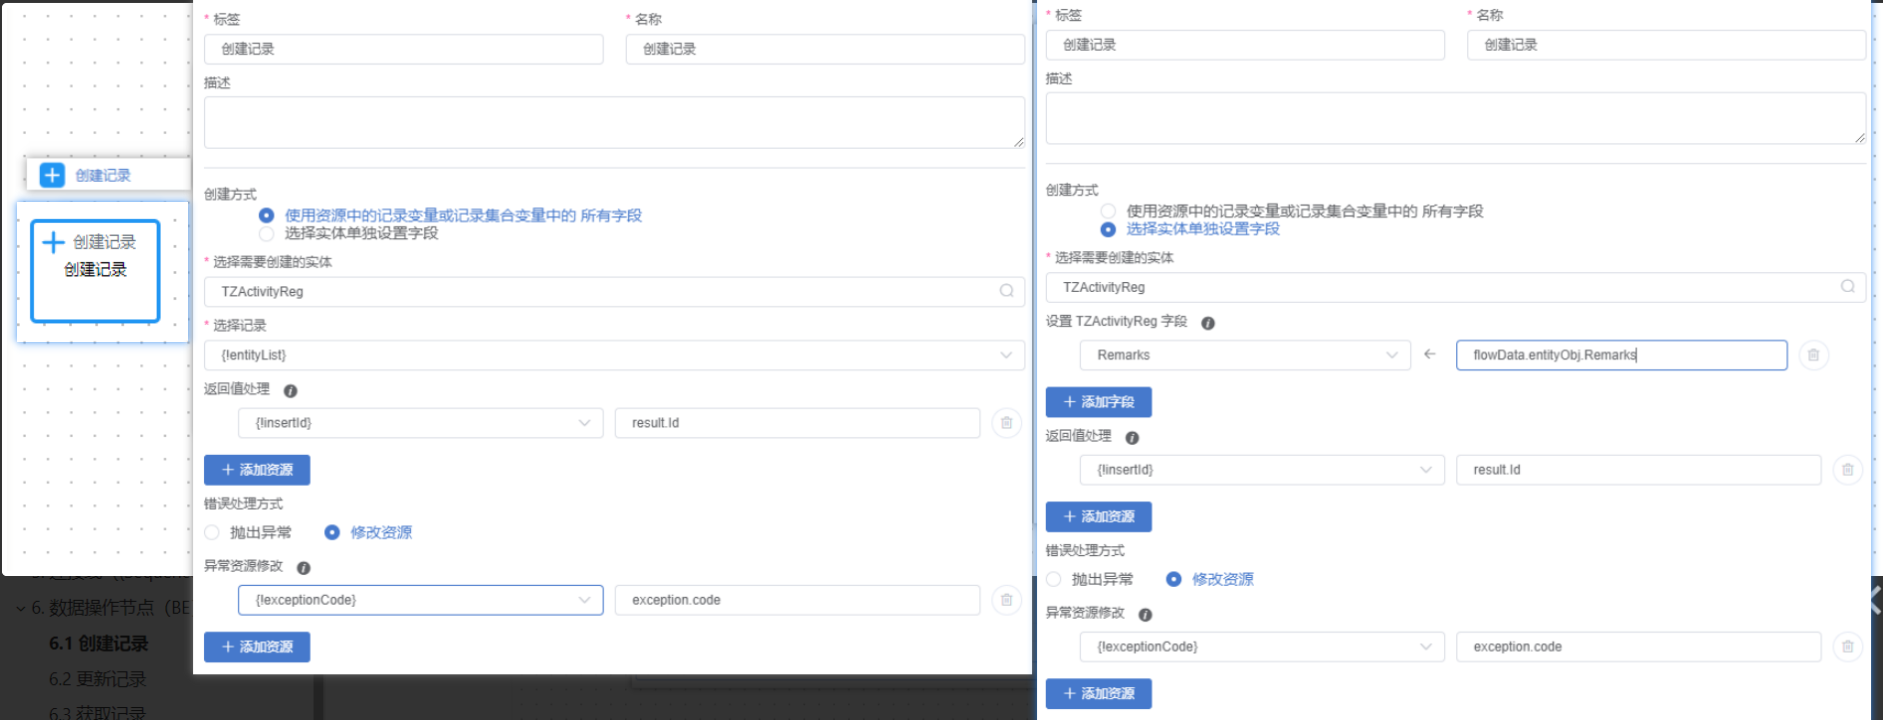 创建记录
创建记录
创建记录
6. 数据操作节点（BE
6.1 创建记录
6.2 更新记录
6.3 获取记录
* 标签
* 名称
创建记录
创建记录
描述
创建方式
使用资源中的记录变量或记录集合变量中的 所有字段
选择实体单独设置字段
* 选择需要创建的实体
TZActivityReg
* 选择记录
{!entityList}
返回值处理
{!insertId}
result.Id
+ 添加资源
错误处理方式
抛出异常
修改资源
异常资源修改
{!exceptionCode}
exception.code
+ 添加资源
* 标签
* 名称
创建记录
创建记录
描述
创建方式
使用资源中的记录变量或记录集合变量中的 所有字段
选择实体单独设置字段
* 选择需要创建的实体
TZActivityReg
设置 TZActivityReg 字段
Remarks
flowData.entityObj.Remarks
+ 添加字段
返回值处理
{!insertId}
result.Id
+ 添加资源
错误处理方式
抛出异常
修改资源
异常资源修改
{!exceptionCode}
exception.code
+ 添加资源